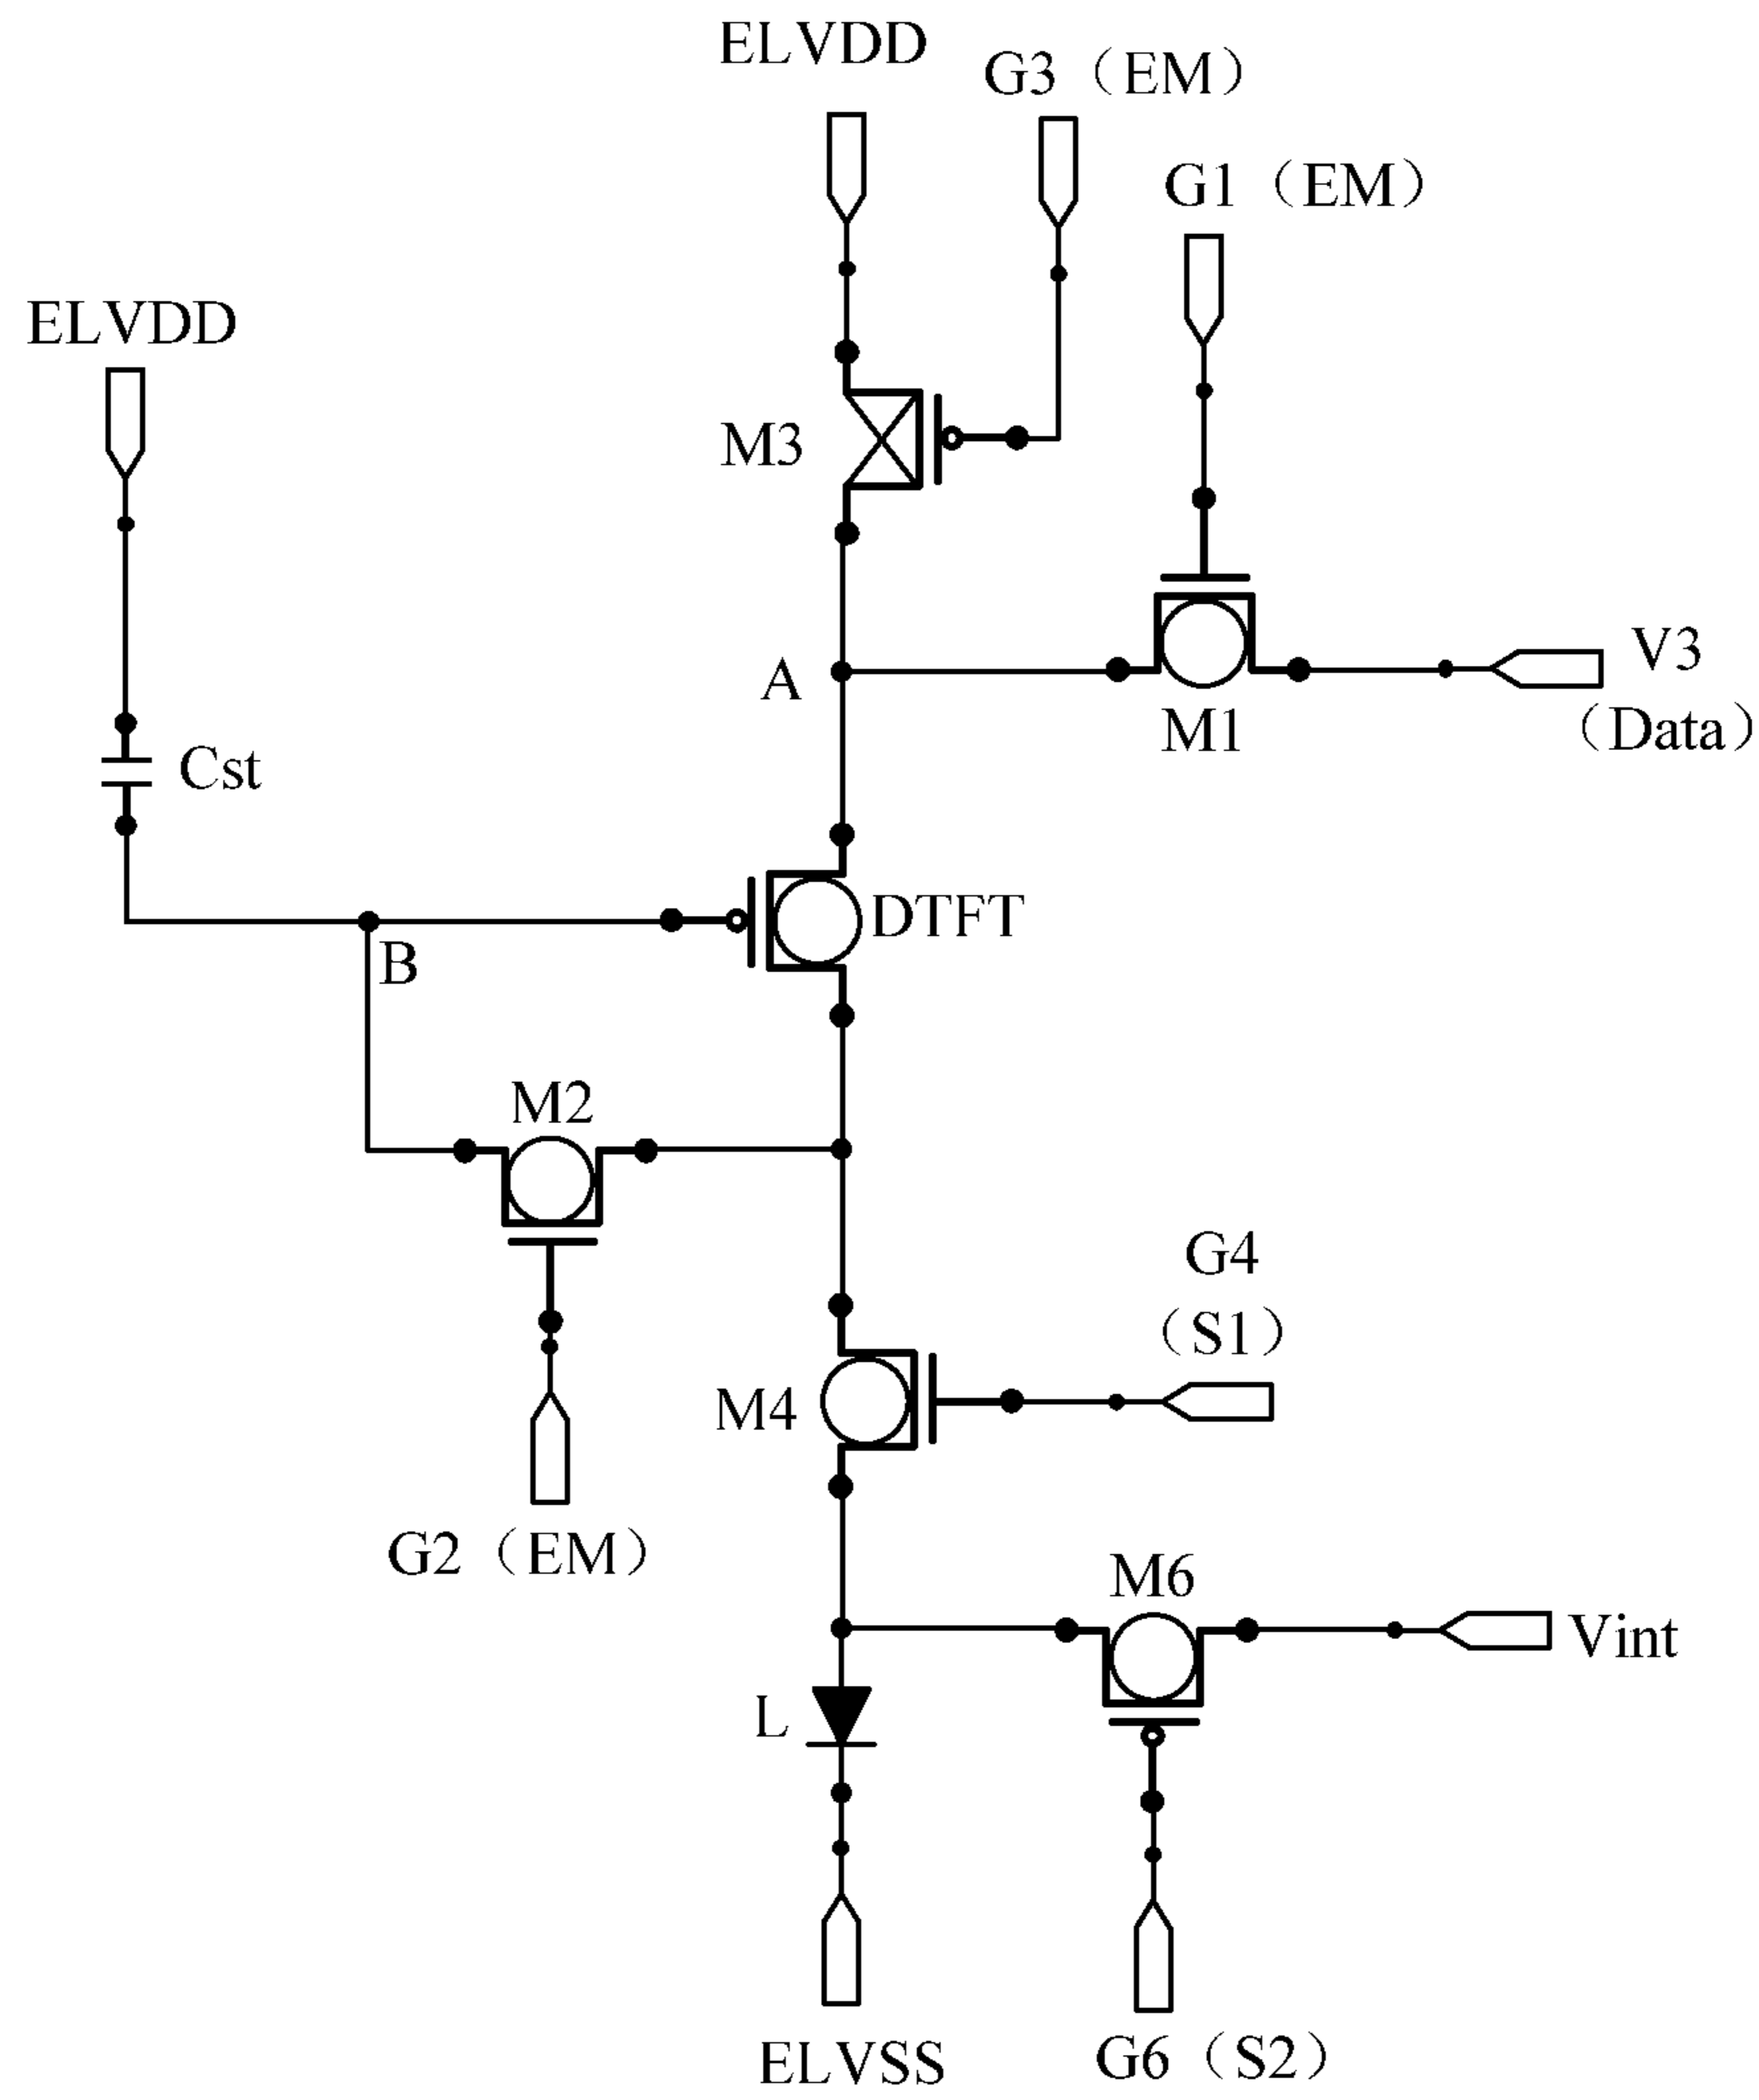 ELVDD
G3（EM）
G1（EM）
ELVDD
M3
V3
（Data）
A
M1
Cst
DTFT
B
M2
G4
（S1）
M4
G2（EM）
M6
Vint
L
ELVSS
G6（S2）